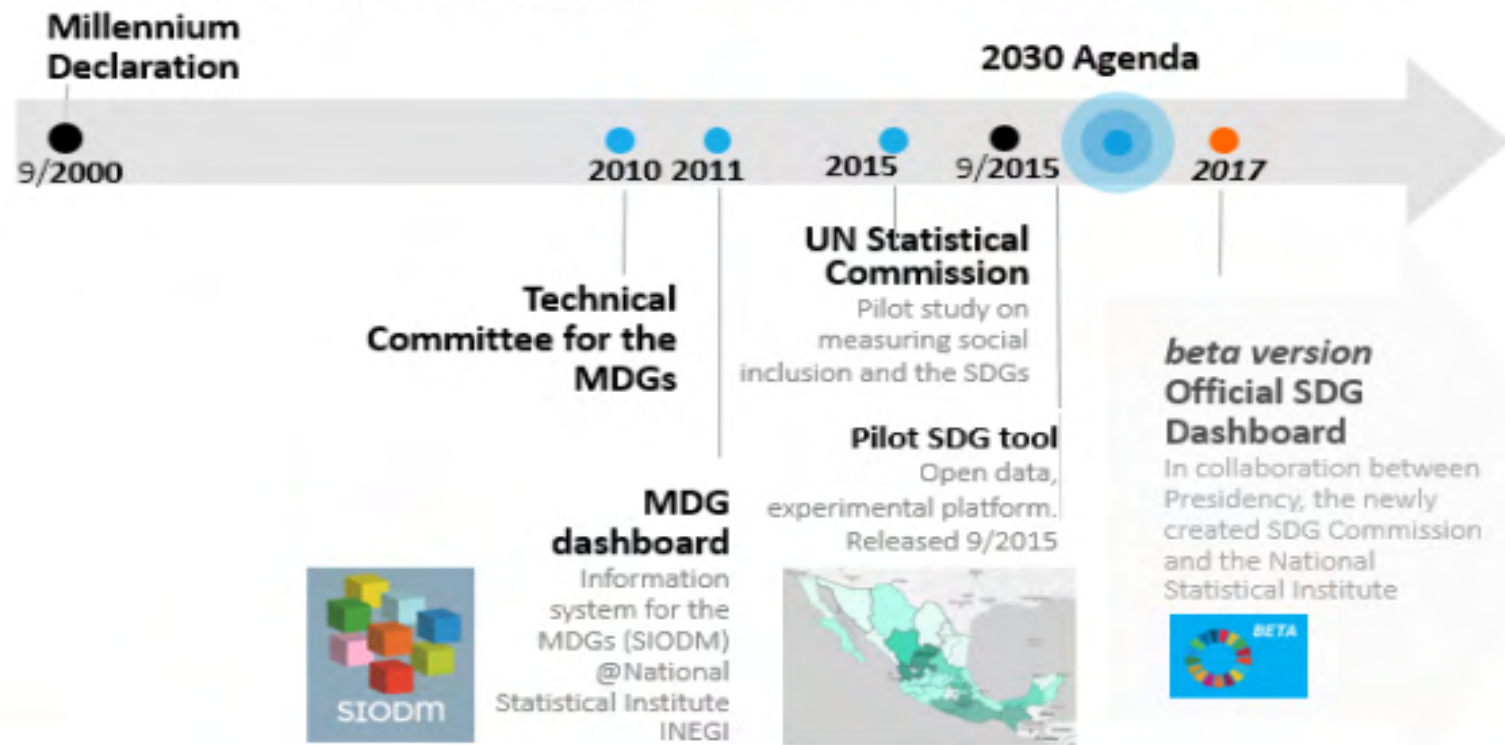 Millennium
Declaration
2030 Agenda
9/2000
2010
2011
2015
9/2015
2017
Technical
Committee for the
MDGs
MDG
dashboard
Information
system for the
MDGs (SIODM)
@National
Statistical Institute
INEGI
SIODM
UN Statistical
Commission
Pilot study on
measuring social
inclusion and the SDGs
Pilot SDG tool
Open data,
experimental platform.
Released 9/2015
beta version
Official SDG
Dashboard
In collaboration between
Presidency, the newly
created SDG Commission
and the National
Statistical Institute
BETA